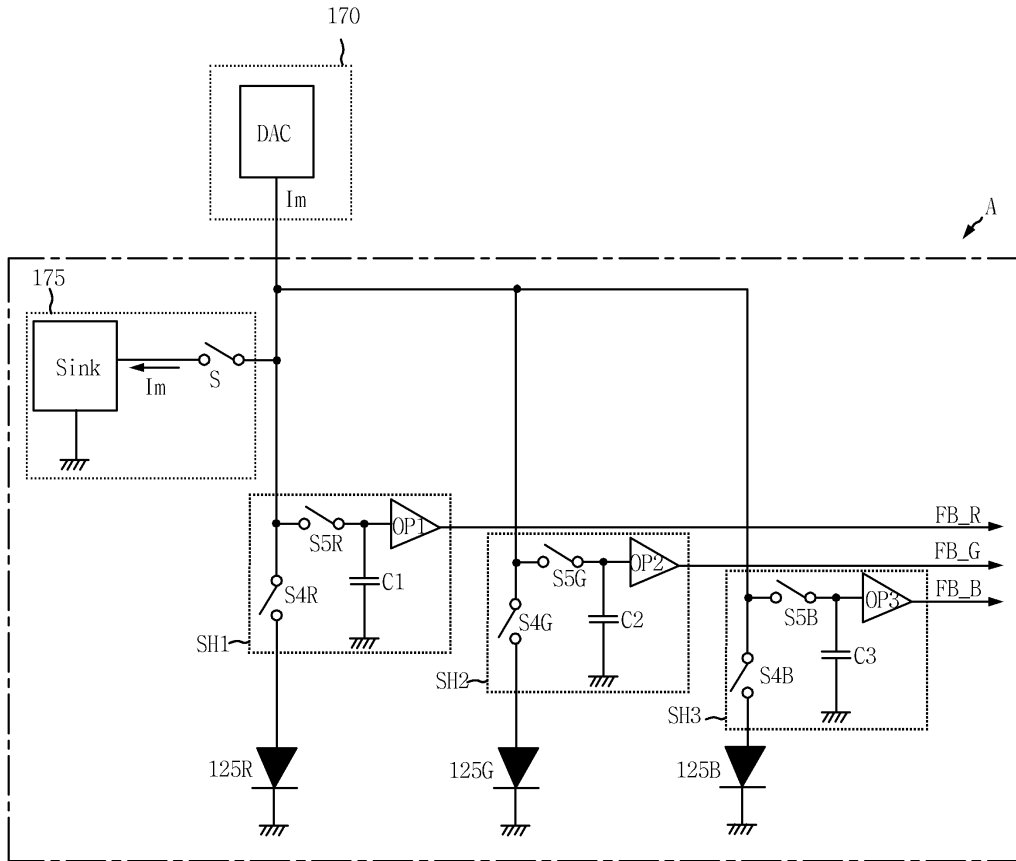 170
DAC
Im
A
175
Sink
Im
S
S5R
OP1
FB_R
S4R
C1
SH1
S5G
OP2
FB_G
S4G
C2
SH2
S5B
OP3
FB_B
S4B
C3
SH3
125R
125G
125B